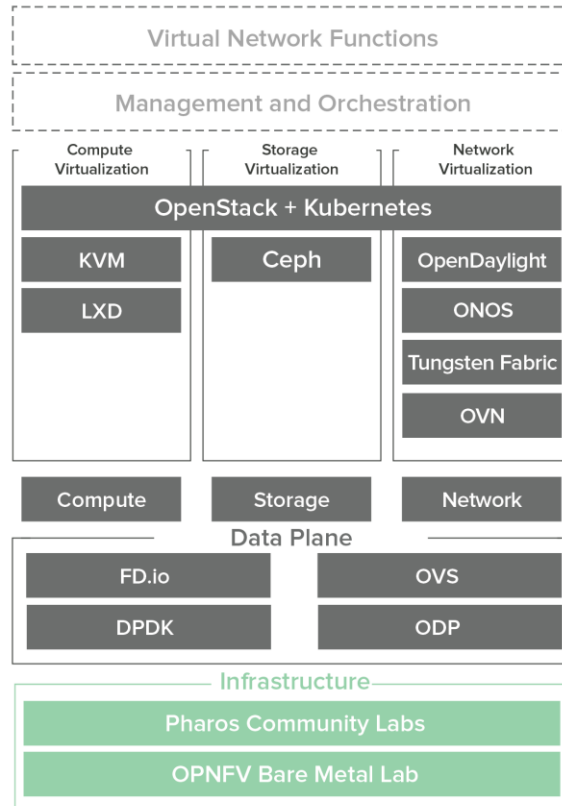 Virtual Network Functions
Management and Orchestration
Compute
Virtualization
Storage
Virtualization
Network
Virtualization
OpenStack + Kubernetes
KVM
Ceph
OpenDaylight
LXD
ONOS
Tungsten Fabric
OVN
Compute
Storage
Network
Data Plane
FD.io
OVS
DPDK
ODP
Infrastructure
Pharos Community Labs
OPNFV Bare Metal Lab